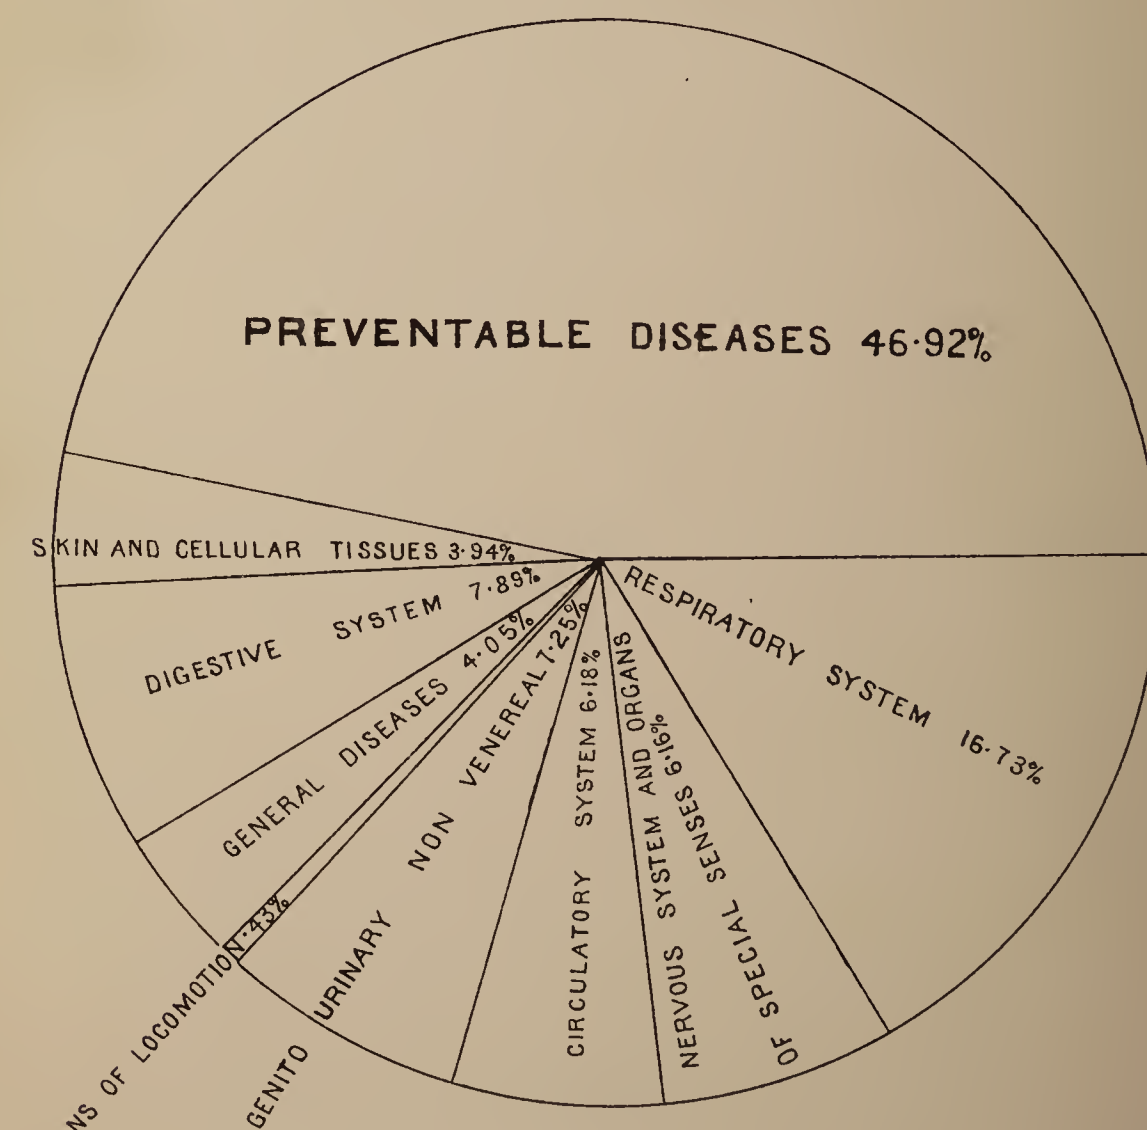 PREVENTABLE DISEASES 46·92%
SKIN AND CELLULAR TISSUES 3·94%
DIGESTIVE SYSTEM 7·89%
GENERAL DISEASES 4·05%
NS OF LOCOMOTION ·43%
GENITO URINARY NON VENEREAL 7·25%
CIRCULATORY SYSTEM 6·18%
NERVOUS SYSTEM AND ORGANS
OF SPECIAL SENSES 6·16%
RESPIRATORY SYSTEM 16·73%